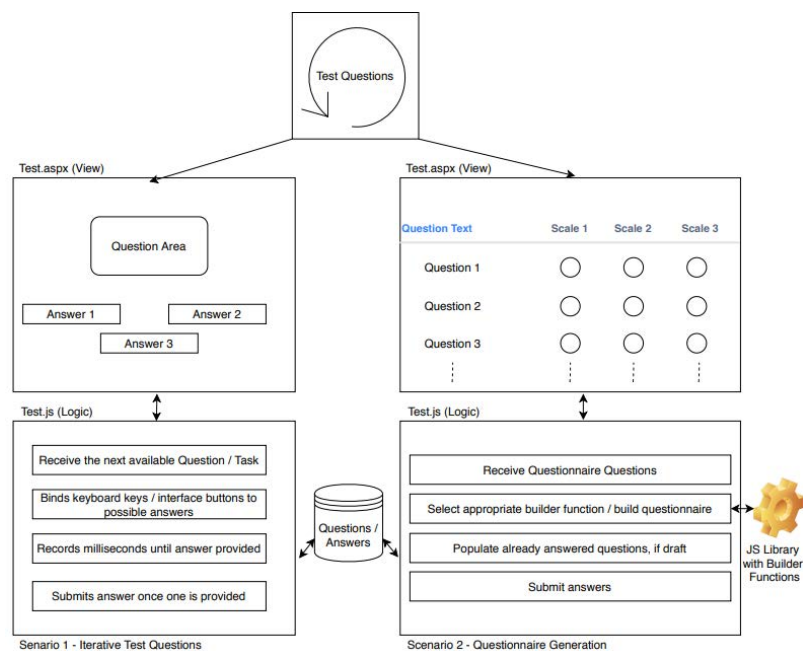 Test Questions
Test.aspx (View)
Question Area
Answer 1
Answer 2
Answer 3
Test.js (Logic)
Receive the next available Question / Task
Binds keyboard keys / interface buttons to
possible answers
Records milliseconds until answer provided
Submits answer once one is provided
Senario 1 - Iterative Test Questions
Questions /
Answers
Test.aspx (View)
Question Text
Scale 1
Scale 2
Scale 3
Question 1
Question 2
Question 3
Test.js (Logic)
Receive Questionnaire Questions
Select appropriate builder function / build questionnaire
Populate already answered questions, if draft
Submit answers
Scenario 2 - Questionnaire Generation
JS Library
with Builder
Functions